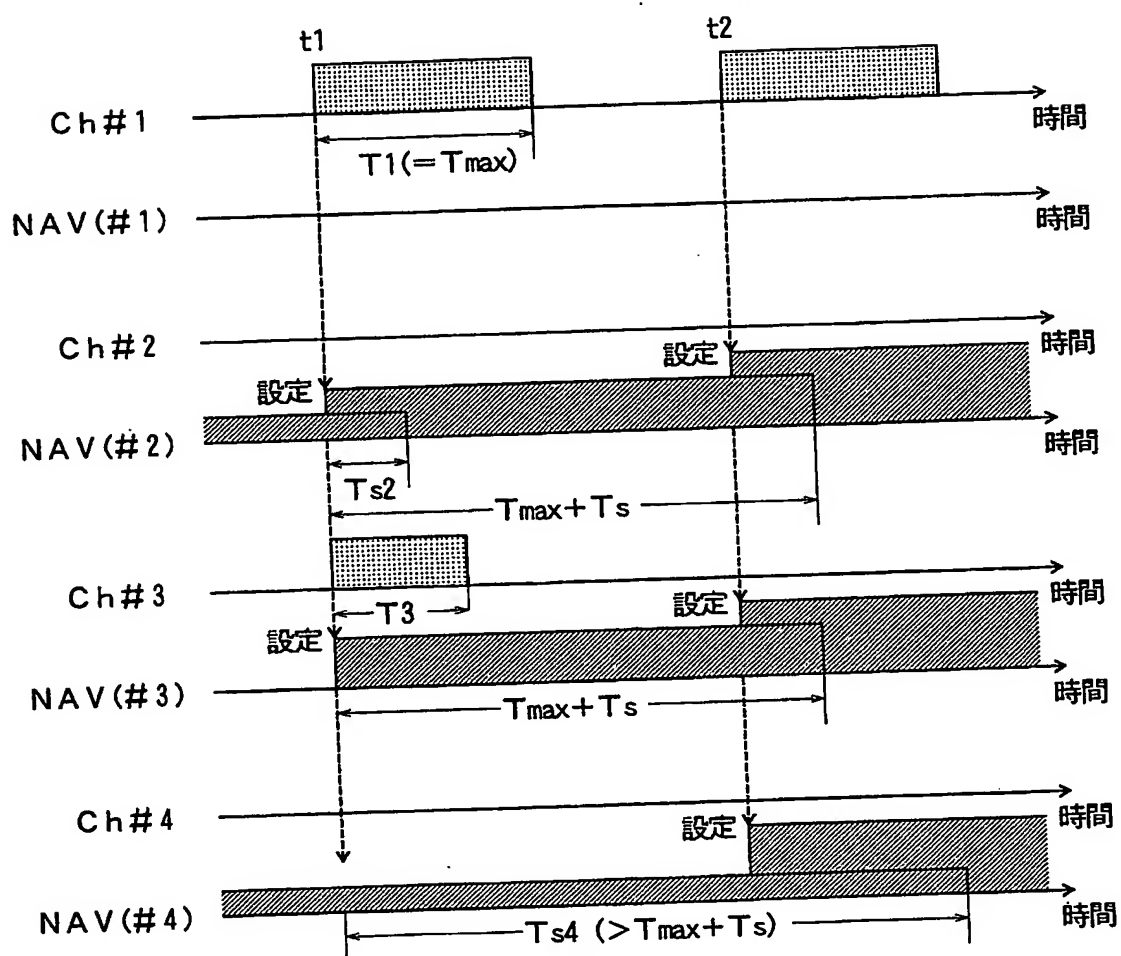 t1
t2
Ch#1
時間
T1(=Tmax)
NAV(#1)
時間
Ch#2
時間
設定
設定
NAV(#2)
時間
Ts2
Tmax+Ts
Ch#3
時間
T3
設定
設定
NAV(#3)
時間
Tmax+Ts
Ch#4
時間
設定
NAV(#4)
時間
Ts4 (>Tmax+Ts)